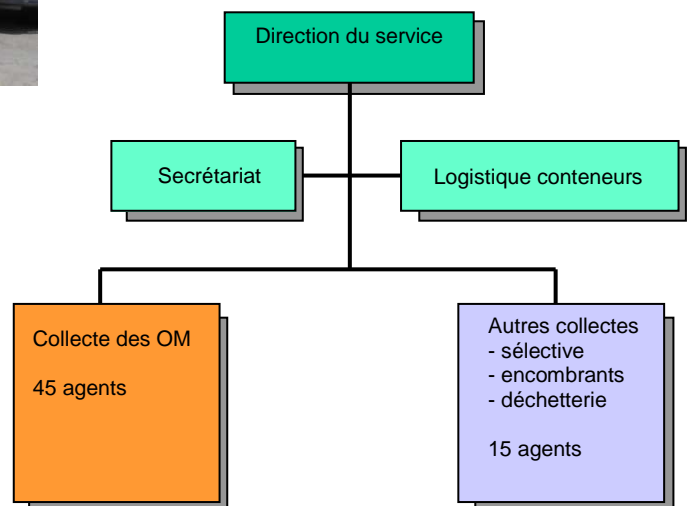 Direction du service
Secrétariat
Logistique conteneurs
Collecte des OM
45 agents
Autres collectes
- sélective
- encombrants
- déchetterie
15 agents